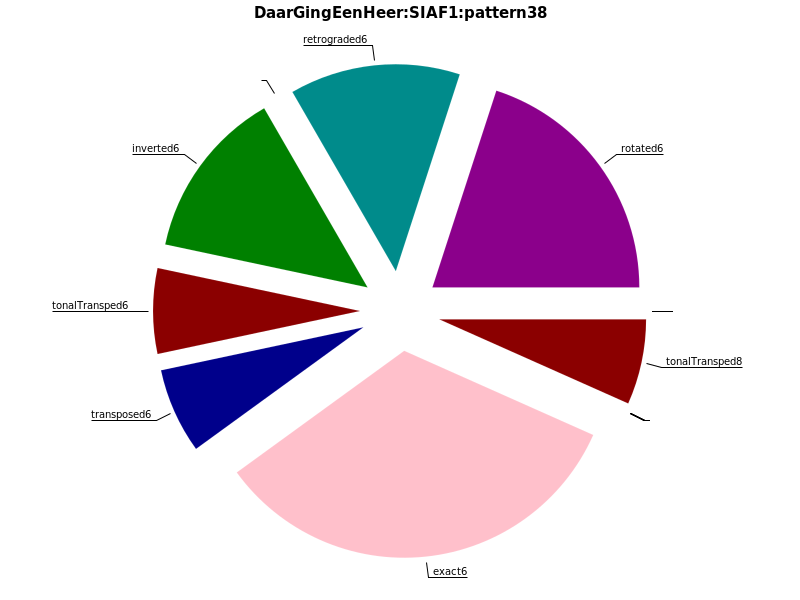 DaarGingEenHeer:SIAF1:pattern38
retrograded6
inverted6
rotated6
tonalTransped6
tonalTransped8
transposed6
exact6